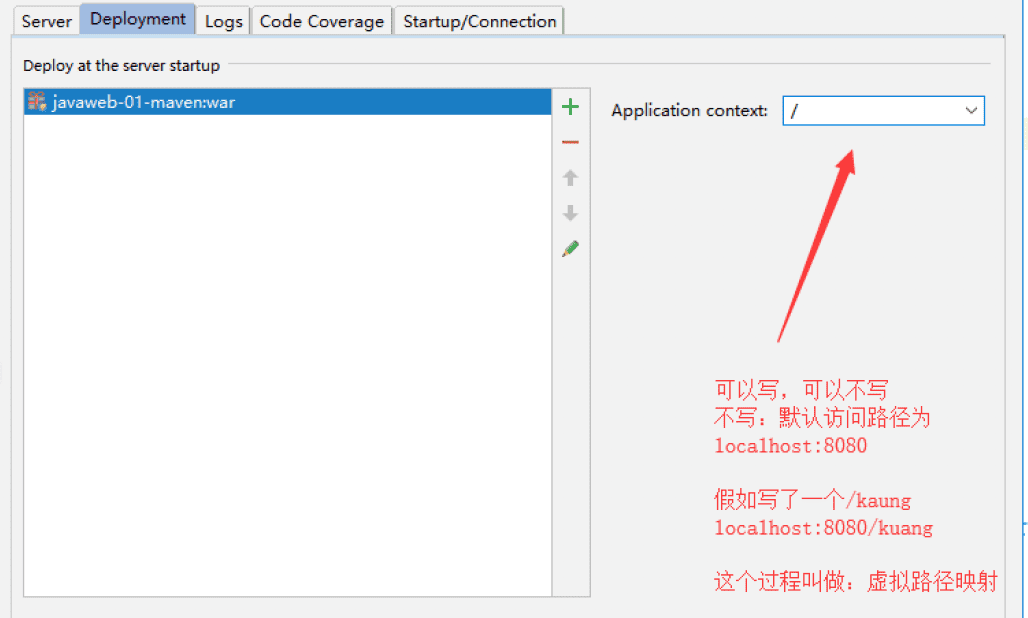 Server Deployment Logs Code Coverage Startup/Connection
Deploy at the server startup
javaweb-01-maven:war
Application context: /
可以写，可以不写
不写：默认访问路径为
localhost:8080
假如写了一个/kaung
localhost:8080/kuang
这个过程叫做：虚拟路径映射